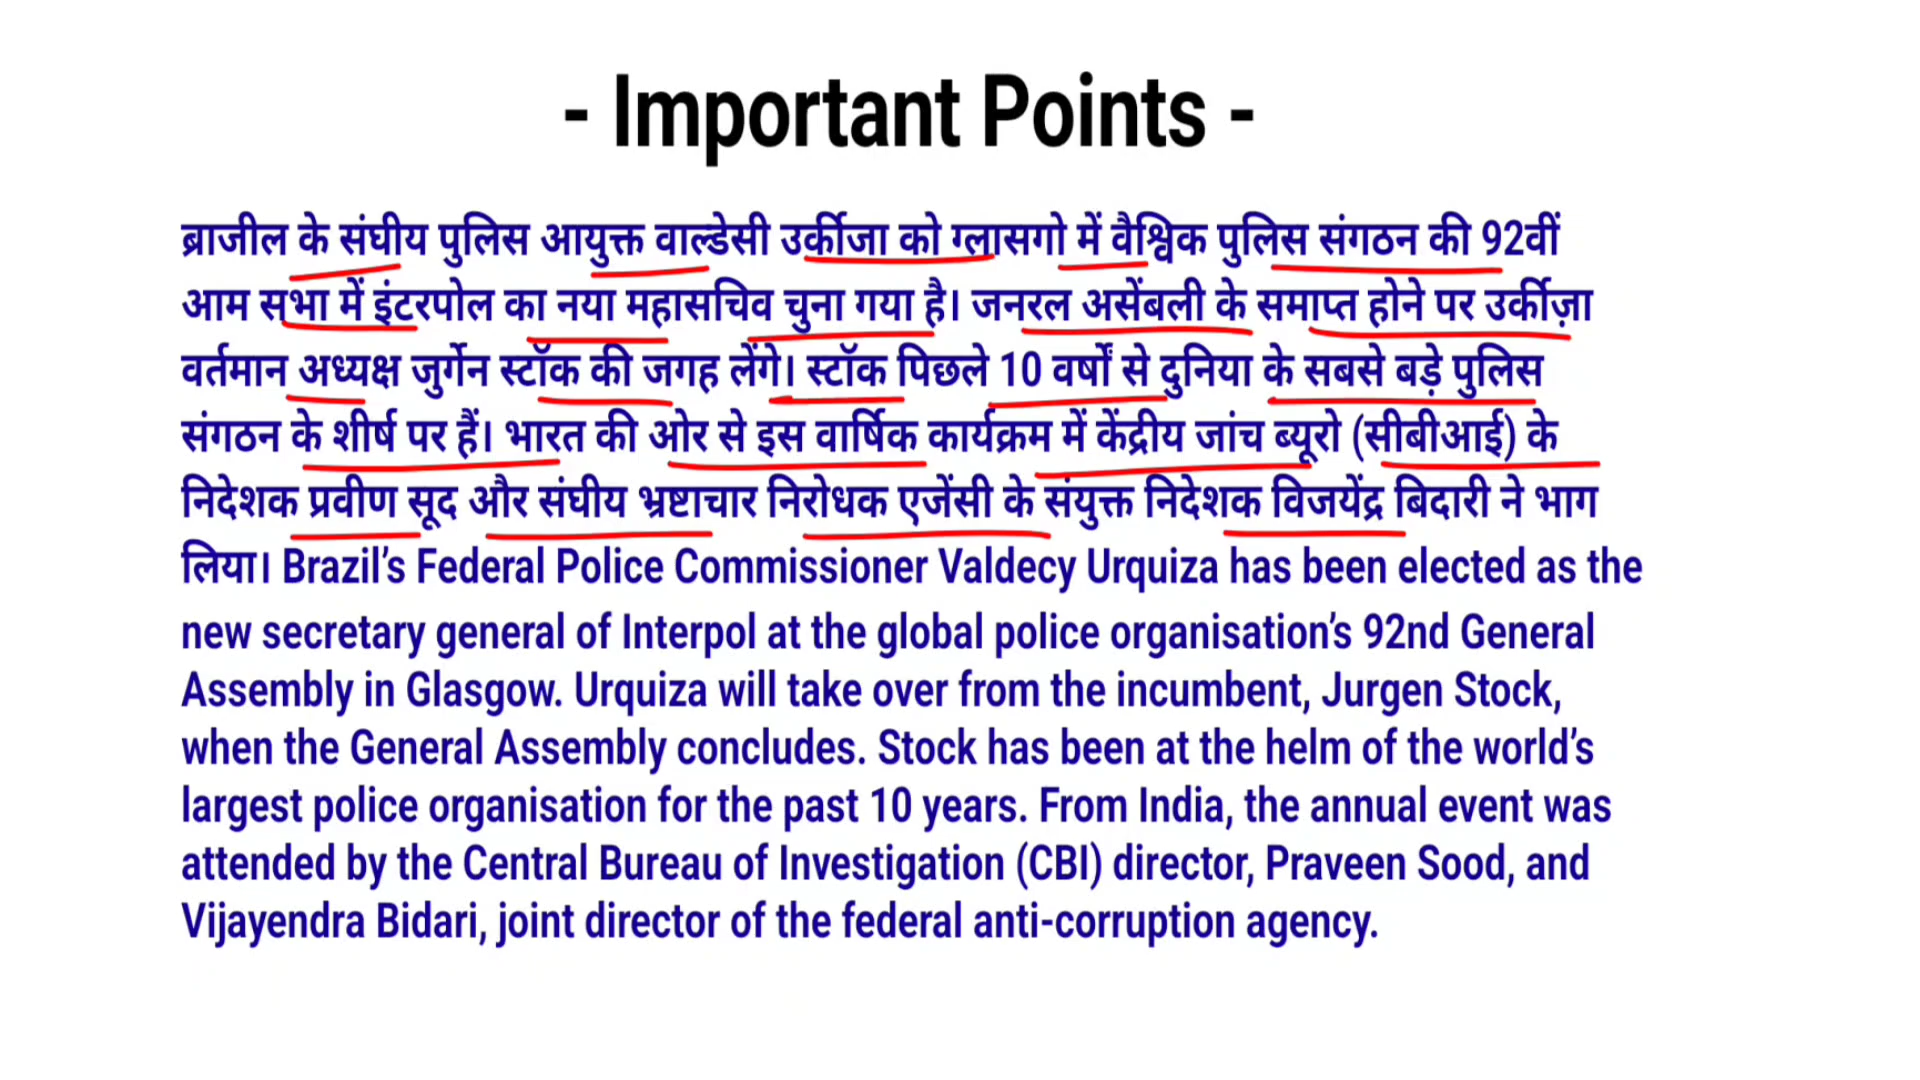 - Important Points -
ब्राजील के संघीय पुलिस आयुक्त वाल्डेसी उर्कीजा को ग्लासगो में वैश्विक पुलिस संगठन की 92वीं
आम सभा में इंटरपोल का नया महासचिव चुना गया है। जनरल असेंबली के समाप्त होने पर उर्कीज़ा
वर्तमान अध्यक्ष जुर्गेन स्टॉक की जगह लेंगे। स्टॉक पिछले 10 वर्षों से दुनिया के सबसे बड़े पुलिस
संगठन के शीर्ष पर हैं। भारत की ओर से इस वार्षिक कार्यक्रम में केंद्रीय जांच ब्यूरो (सीबीआई) के
निदेशक प्रवीण सूद और संघीय भ्रष्टाचार निरोधक एजेंसी के संयुक्त निदेशक विजयेंद्र बिदारी ने भाग
लिया। Brazil’s Federal Police Commissioner Valdecy Urquiza has been elected as the
new secretary general of Interpol at the global police organisation’s 92nd General
Assembly in Glasgow. Urquiza will take over from the incumbent, Jurgen Stock,
when the General Assembly concludes. Stock has been at the helm of the world’s
largest police organisation for the past 10 years. From India, the annual event was
attended by the Central Bureau of Investigation (CBI) director, Praveen Sood, and
Vijayendra Bidari, joint director of the federal anti-corruption agency.